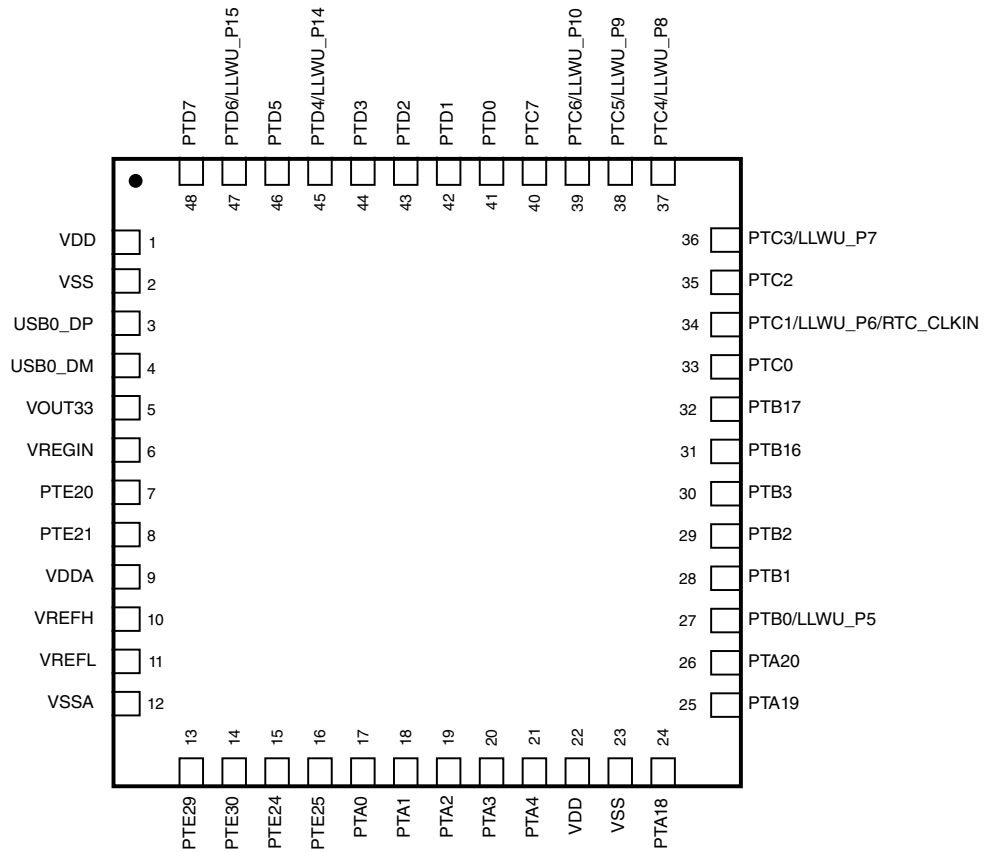 PTD7
PTD6/LLWU_P15
PTD5
PTD4/LLWU_P14
PTD3
PTD2
PTD1
PTD0
PTC7
PTC6/LLWU_P10
PTC5/LLWU_P9
PTC4/LLWU_P8
48
47
46
45
44
43
42
41
40
39
38
37
VDD 1
VSS 2
USB0_DP 3
USB0_DM 4
VOUT33 5
VREGIN 6
PTE20 7
PTE21 8
VDDA 9
VREFH 10
VREFL 11
VSSA 12
36 PTC3/LLWU_P7
35 PTC2
34 PTC1/LLWU_P6/RTC_CLKIN
33 PTC0
32 PTB17
31 PTB16
30 PTB3
29 PTB2
28 PTB1
27 PTB0/LLWU_P5
26 PTA20
25 PTA19
13
14
15
16
17
18
19
20
21
22
23
24
PTE29
PTE30
PTE24
PTE25
PTA0
PTA1
PTA2
PTA3
PTA4
VDD
VSS
PTA18